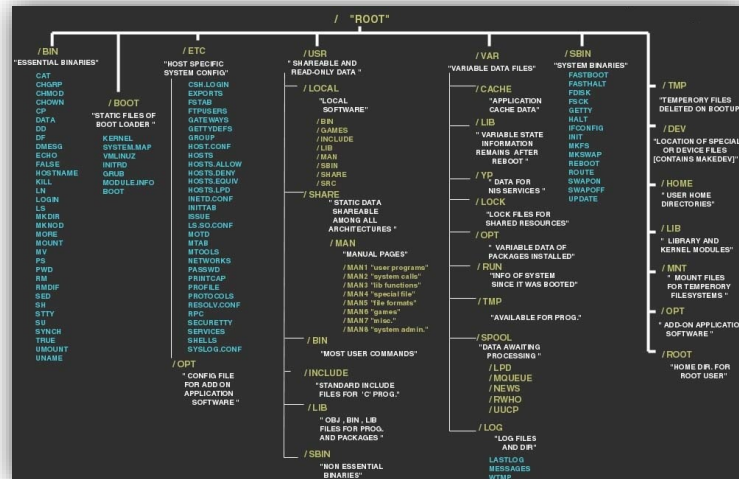 / "ROOT"
/ BIN
"ESSENTIAL BINARIES"
CAT
CHGRP
CHMOD
CHOWN
CP
DATA
DD
DF
DMESG
ECHO
FALSE
HOSTNAME
KILL
LN
LOGIN
LS
MKDIR
MKNOD
MORE
MOUNT
MV
PS
PWD
RM
RMDIF
SED
SH
STTY
SU
SYNCH
TRUE
UMOUNT
UNAME
/ BOOT
"STATIC FILES OF
BOOT LOADER "
KERNEL
SYSTEM.MAP
VMLINUZ
INITRD
GRUB
MODULE.INFO
BOOT
/ ETC
"HOST SPECIFIC
SYSTEM CONFIG"
CSH.LOGIN
EXPORTS
FSTAB
FTPUSERS
GATEWAYS
GETTYDEFS
GROUP
HOST.CONF
HOSTS
HOSTS.ALLOW
HOSTS.DENY
HOSTS.EQUIV
HOSTS.LPD
INETD.CONF
INITTAB
ISSUE
LS.SO.CONF
MOTD
MTAB
MTOOLS
NETWORKS
PASSWD
PRINTCAP
PROFILE
PROTOCOLS
RESOLV.CONF
RPC
SECURETTY
SERVICES
SHELLS
SYSLOG.CONF
/ OPT
" CONFIG FILE
FOR ADD ON
APPLICATION
SOFTWARE "
/ USR
" SHAREABLE AND
READ-ONLY DATA "
/ LOCAL
"LOCAL
SOFTWARE"
/ BIN
/ GAMES
/ INCLUDE
/ LIB
/ MAN
/ SBIN
/ SHARE
/ SRC
/ SHARE
"STATIC DATA
SHAREABLE
AMONG ALL
ARCHITECTURES "
/ MAN
"MANUAL PAGES"
/ MAN1 "user programs"
/ MAN2 "system calls"
/ MAN3 "lib functions"
/ MAN4 "special file"
/ MAN5 "file formats"
/ MAN6 "games"
/ MAN7 "misc."
/ MAN8 "system admin."
/ BIN
"MOST USER COMMANDS"
/ INCLUDE
"STANDARD INCLUDE
FILES FOR 'C' PROG."
/ LIB
" OBJ , BIN , LIB
FILES FOR PROG.
AND PACKAGES "
/ SBIN
"NON ESSENTIAL
BINARIES"
/ VAR
"VARIABLE DATA FILES"
/ CACHE
"APPLICATION
CACHE DATA"
/ LIB
" VARIABLE STATE
INFORMATION
REMAINS AFTER
REBOOT "
/ YP
" DATA FOR
NIS SERVICES "
/ LOCK
"LOCK FILES FOR
SHARED RESOURCES"
/ OPT
" VARIABLE DATA OF
PACKAGES INSTALLED"
/ RUN
"INFO OF SYSTEM
SINCE IT WAS BOOTED"
/ TMP
"AVAILABLE FOR PROG."
/ SPOOL
"DATA AWAITING
PROCESSING "
/ LPD
/ MQUEUE
/ NEWS
/ RWHO
/ UUCP
/ LOG
"LOG FILES
AND DIR"
LASTLOG
MESSAGES
WTMP
/ SBIN
"SYSTEM BINARIES"
FASTBOOT
FASTHALT
FDISK
FSCK
GETTY
HALT
IFCONFIG
INIT
MKFS
MKSWAP
REBOOT
ROUTE
SWAPON
SWAPOFF
UPDATE
/ TMP
"TEMPERORY FILES
DELETED ON BOOTUP
/ DEV
"LOCATION OF SPECIAL
OR DEVICE FILES
[CONTAINS MAKEDEV]"
/ HOME
" USER HOME
DIRECTORIES"
/ LIB
" LIBRARY AND
KERNEL MODULES"
/ MNT
" MOUNT FILES
FOR TEMPERORY
FILESYSTEMS "
/ OPT
" ADD-ON APPLICATIO
SOFTWARE "
/ ROOT
"HOME DIR. FOR
ROOT USER"